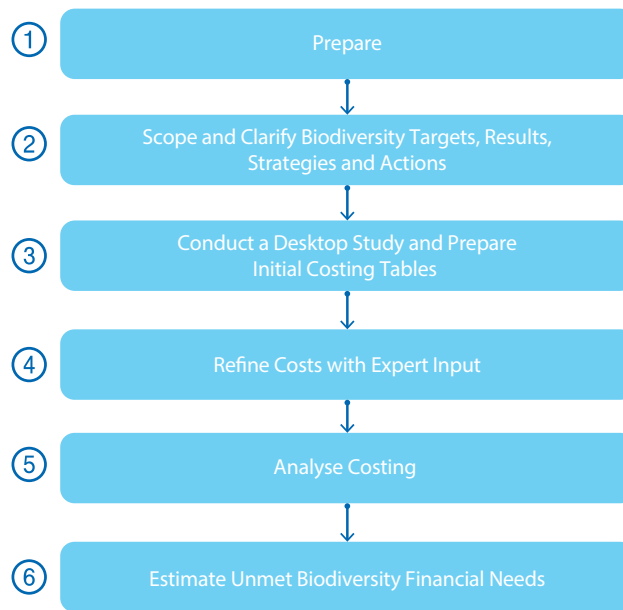 1 Prepare
2 Scope and Clarify Biodiversity Targets, Results,
Strategies and Actions
3 Conduct a Desktop Study and Prepare
Initial Costing Tables
4 Refine Costs with Expert Input
5 Analyse Costing
6 Estimate Unmet Biodiversity Financial Needs